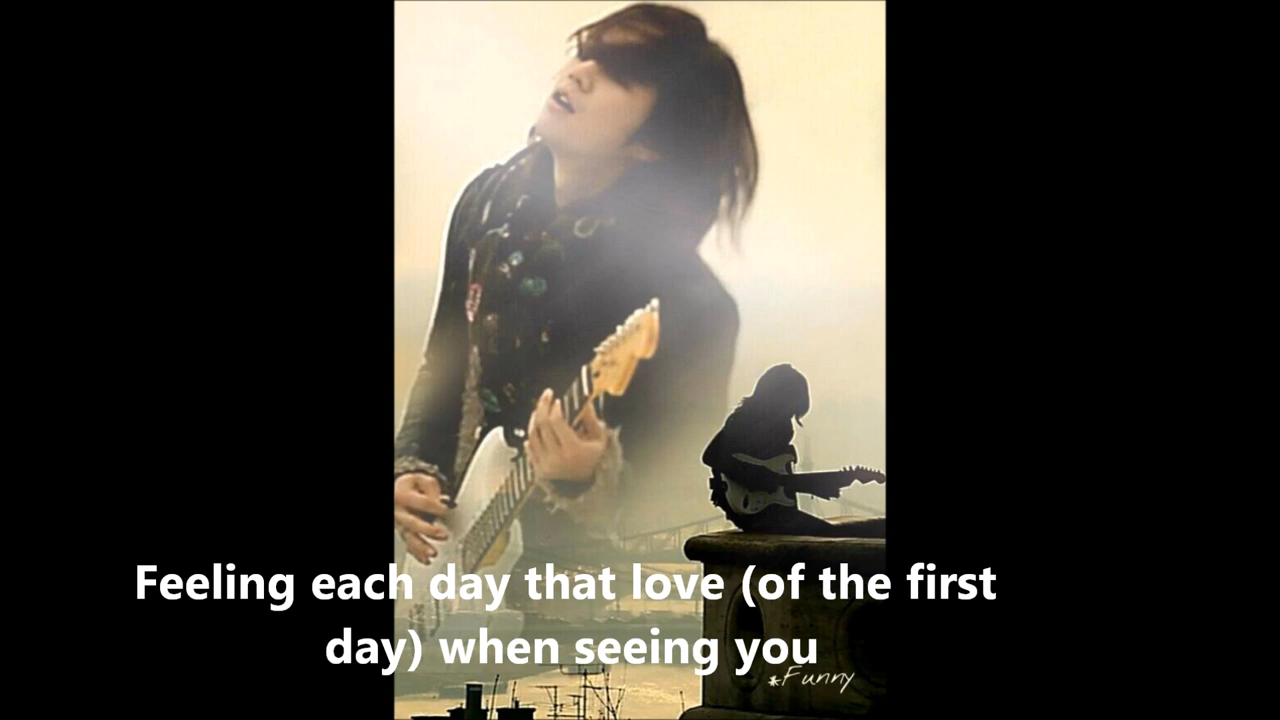 Feeling each day that love (of the first
day) when seeing you
*Funny